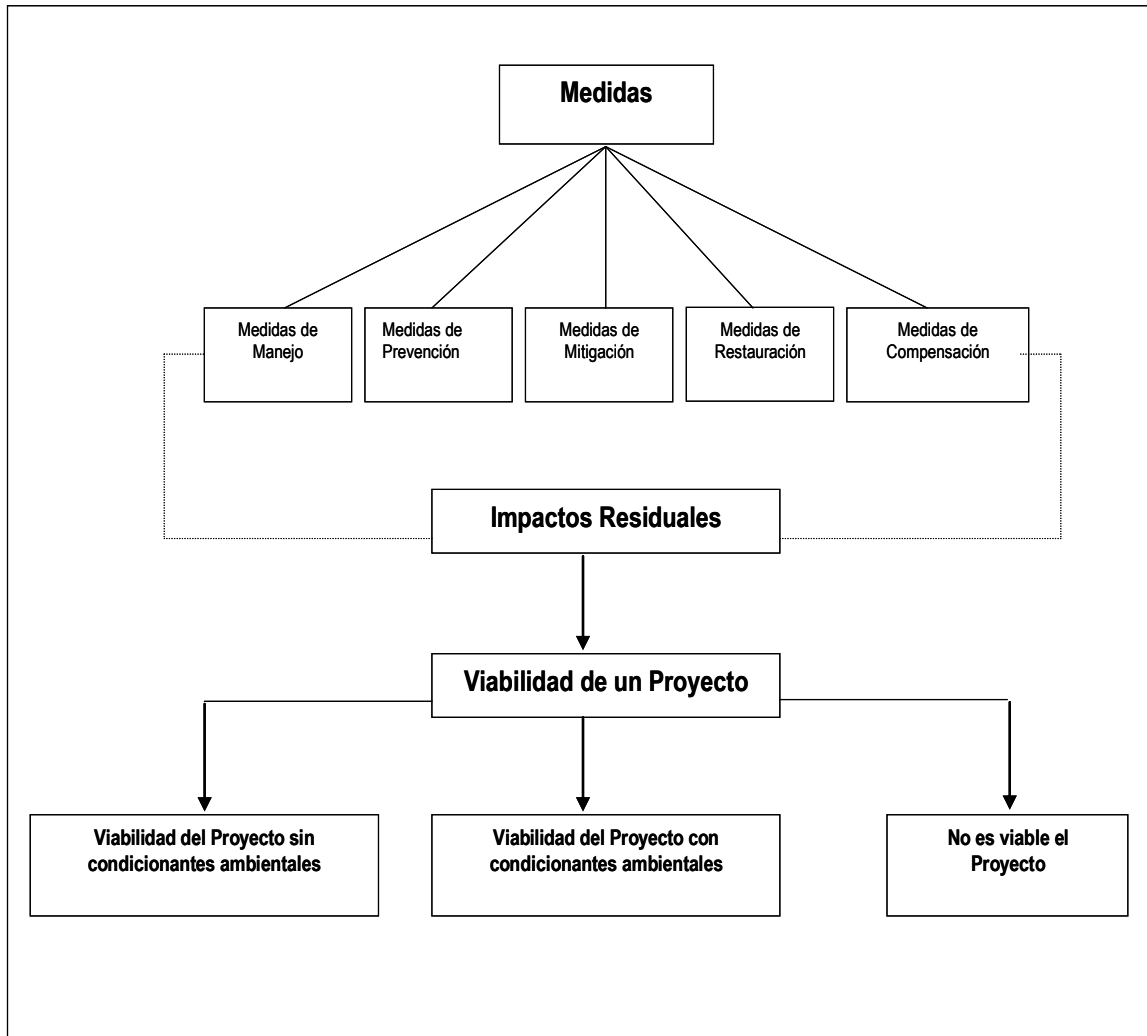 Medidas
Medidas de
Manejo
Medidas de
Prevención
Medidas de
Mitigación
Medidas de
Restauración
Medidas de
Compensación
Impactos Residuales
Viabilidad de un Proyecto
Viabilidad del Proyecto sin
condicionantes ambientales
Viabilidad del Proyecto con
condicionantes ambientales
No es viable el
Proyecto